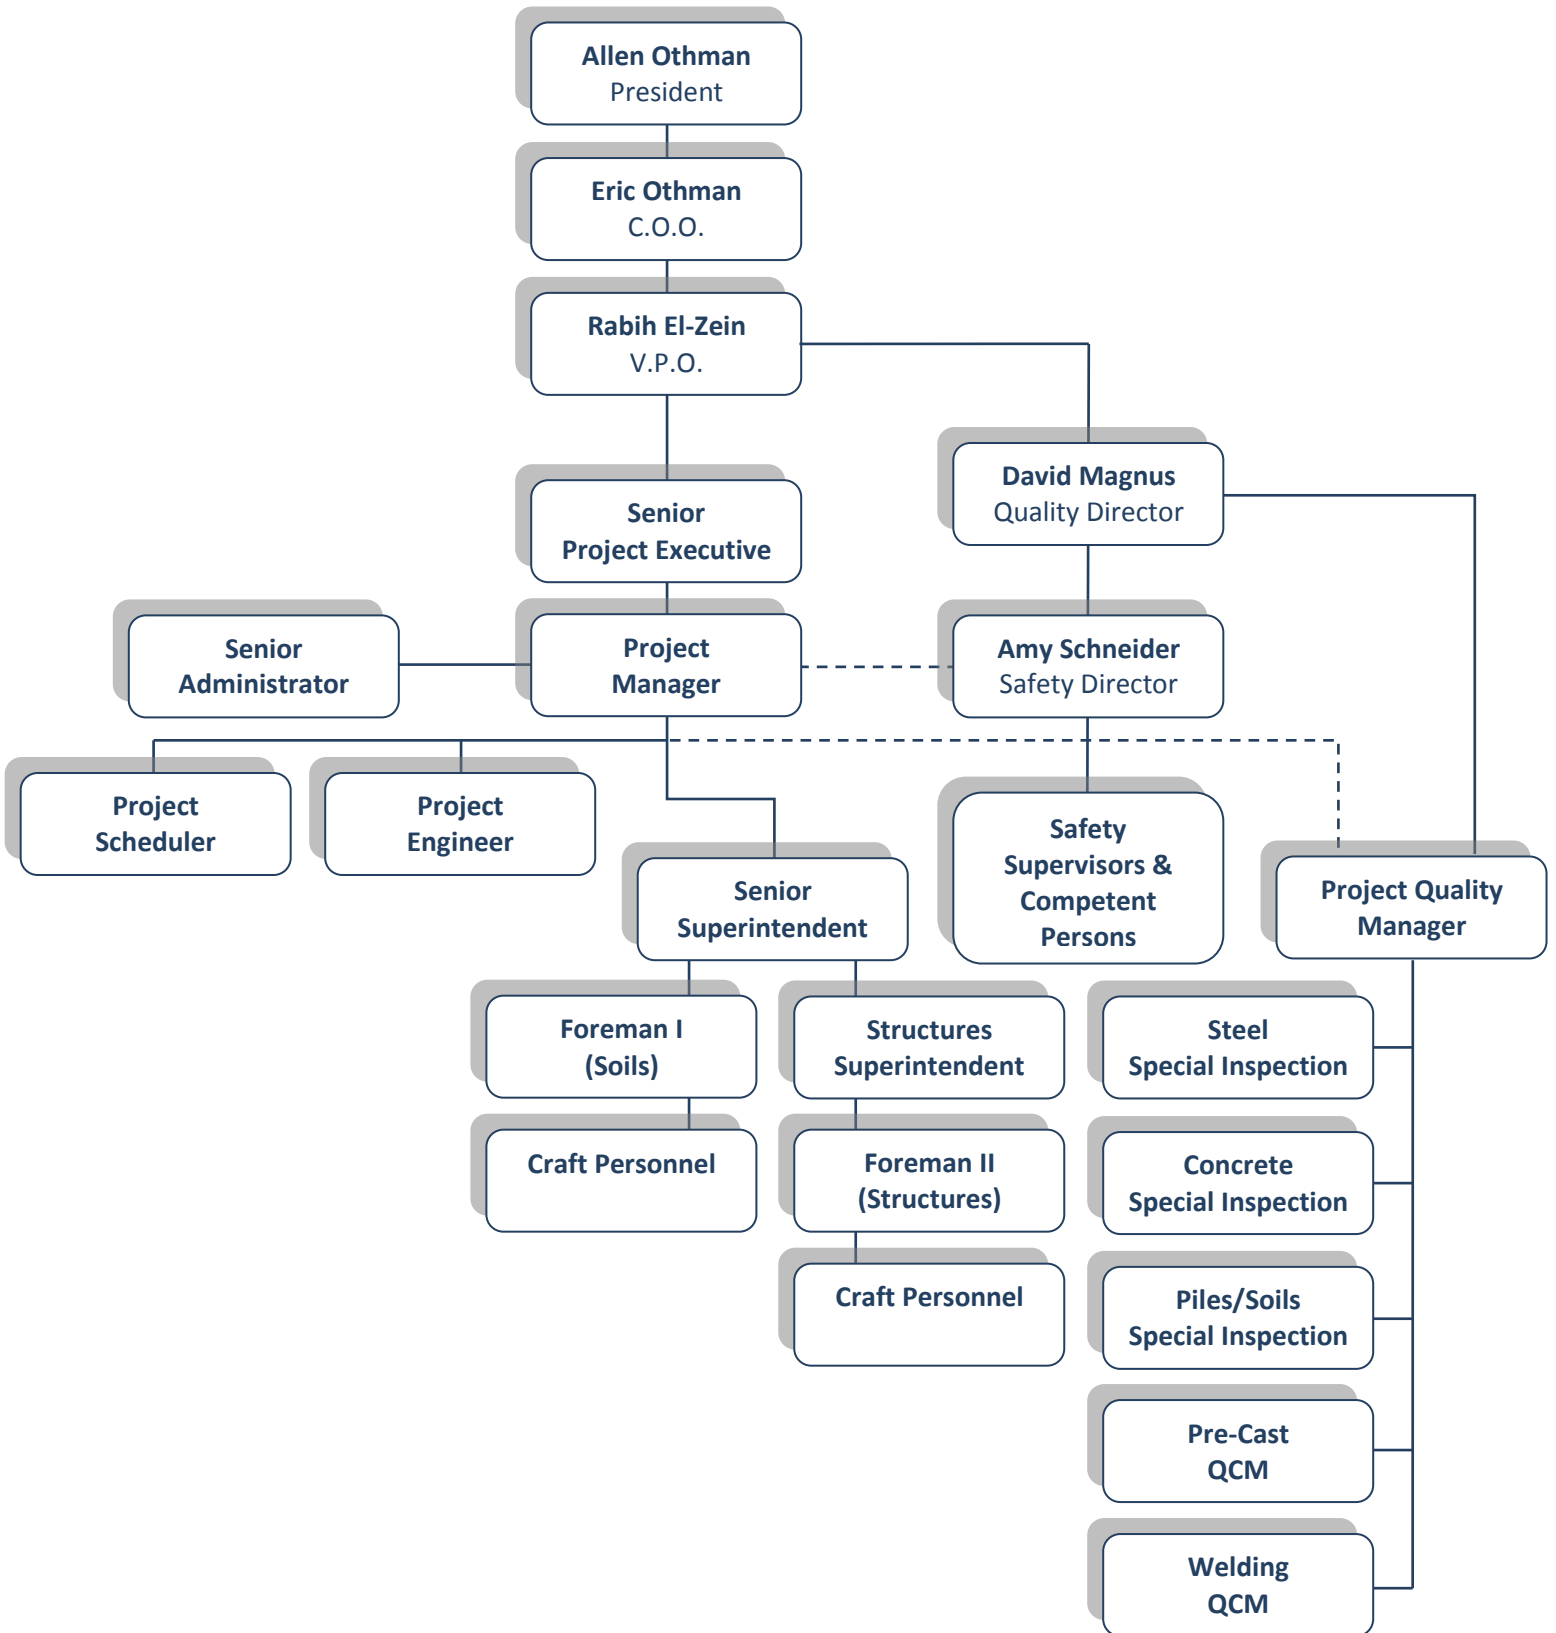 Allen Othman
President
Eric Othman
C.O.O.
Rabih El-Zein
V.P.O.
David Magnus
Quality Director
Senior
Project Executive
Senior
Administrator
Project
Manager
Amy Schneider
Safety Director
Project
Scheduler
Project
Engineer
Safety
Supervisors &
Competent
Persons
Senior
Superintendent
Project Quality
Manager
Foreman I
(Soils)
Structures
Superintendent
Steel
Special Inspection
Craft Personnel
Foreman II
(Structures)
Concrete
Special Inspection
Craft Personnel
Piles/Soils
Special Inspection
Pre-Cast
QCM
Welding
QCM